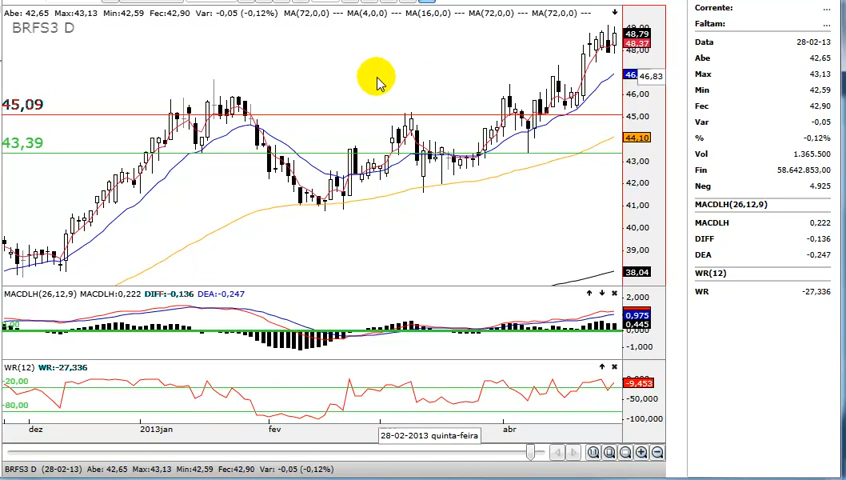 Abe: 42,65 Max:43,13 Min:42,59 Fec:42,90 Var: -0,05 (-0,12%) MA(72,0,0) --- MA(4,0,0) --- MA(16,0,0) --- MA(72,0,0) --- MA(72,0,0) ---
BRFS3 D
48,79
48,37
46,83
46,00
45,09
45,00
44,10
43,39
43,00
42,00
41,00
40,00
39,00
38,04
MACDLH(26,12,9) MACDLH:0,222 DIFF:-0,136 DEA:-0,247
2,000
0,975
0,445
-1,000
WR(12) WR:-27,336
-20,00
-9,453
-50,000
-80,00
-100,000
dez
2013jan
fev
28-02-2013 quinta-feira
abr
BRFS3 D (28-02-13) Abe: 42,65 Max:43,13 Min:42,59 Fec:42,90 Var: -0,05 (-0,12%)
Corrente: ...
Faltam: ...
Data 28-02-13
Abe 42,65
Max 43,13
Min 42,59
Fec 42,90
Var -0,05
% -0,12%
Vol 1.365.500
Fin 58.642.853,00
Neg 4.925
MACDLH(26,12,9)
MACDLH 0,222
DIFF -0,136
DEA -0,247
WR(12)
WR -27,336